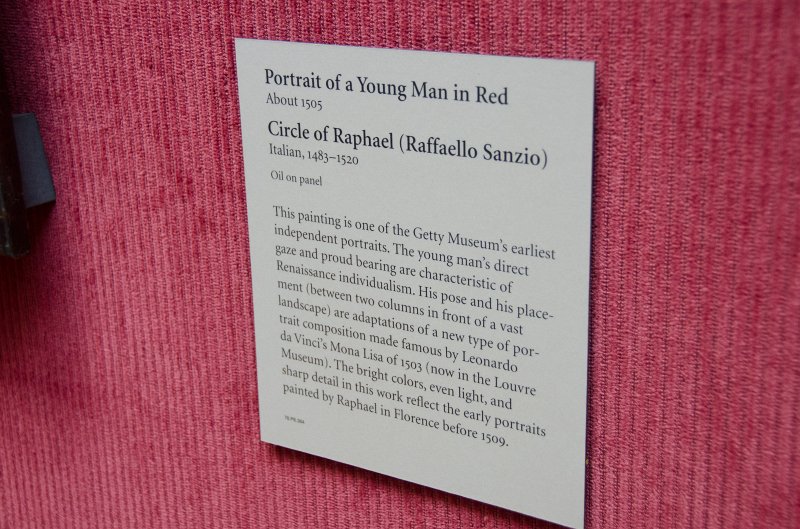 Portrait of a Young Man in Red
About 1505
Circle of Raphael (Raffaello Sanzio)
Italian, 1483–1520
Oil on panel
This painting is one of the Getty Museum's earliest
independent portraits. The young man's direct
gaze and proud bearing are characteristic of
Renaissance individualism. His pose and his place-
ment (between two columns in front of a vast
landscape) are adaptations of a new type of por-
trait composition made famous by Leonardo
da Vinci's Mona Lisa of 1503 (now in the Louvre
Museum). The bright colors, even light, and
sharp detail in this work reflect the early portraits
painted by Raphael in Florence before 1509.